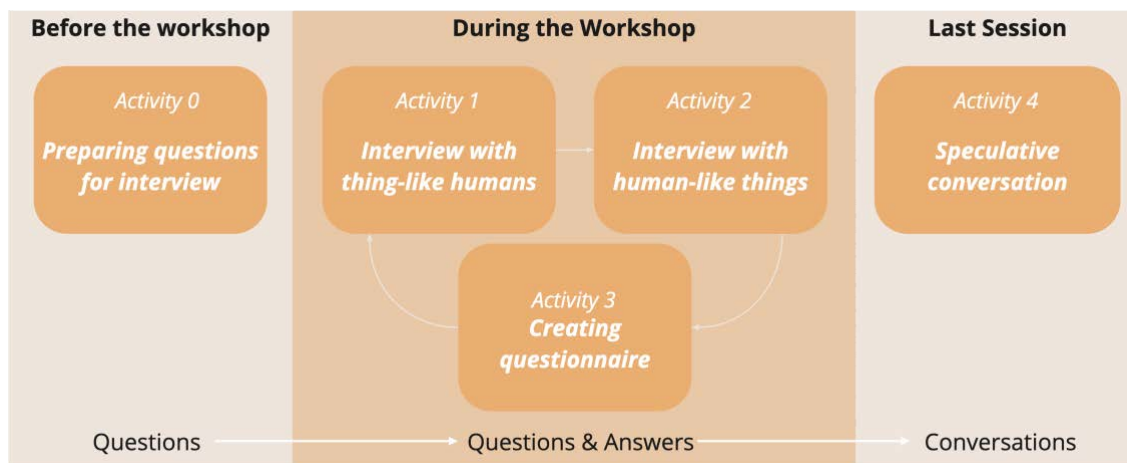 Before the workshop
During the Workshop
Last Session
Activity 0
Preparing questions
for interview
Activity 1
Interview with
thing-like humans
Activity 2
Interview with
human-like things
Activity 3
Creating
questionnaire
Activity 4
Speculative
conversation
Questions
Questions & Answers
Conversations